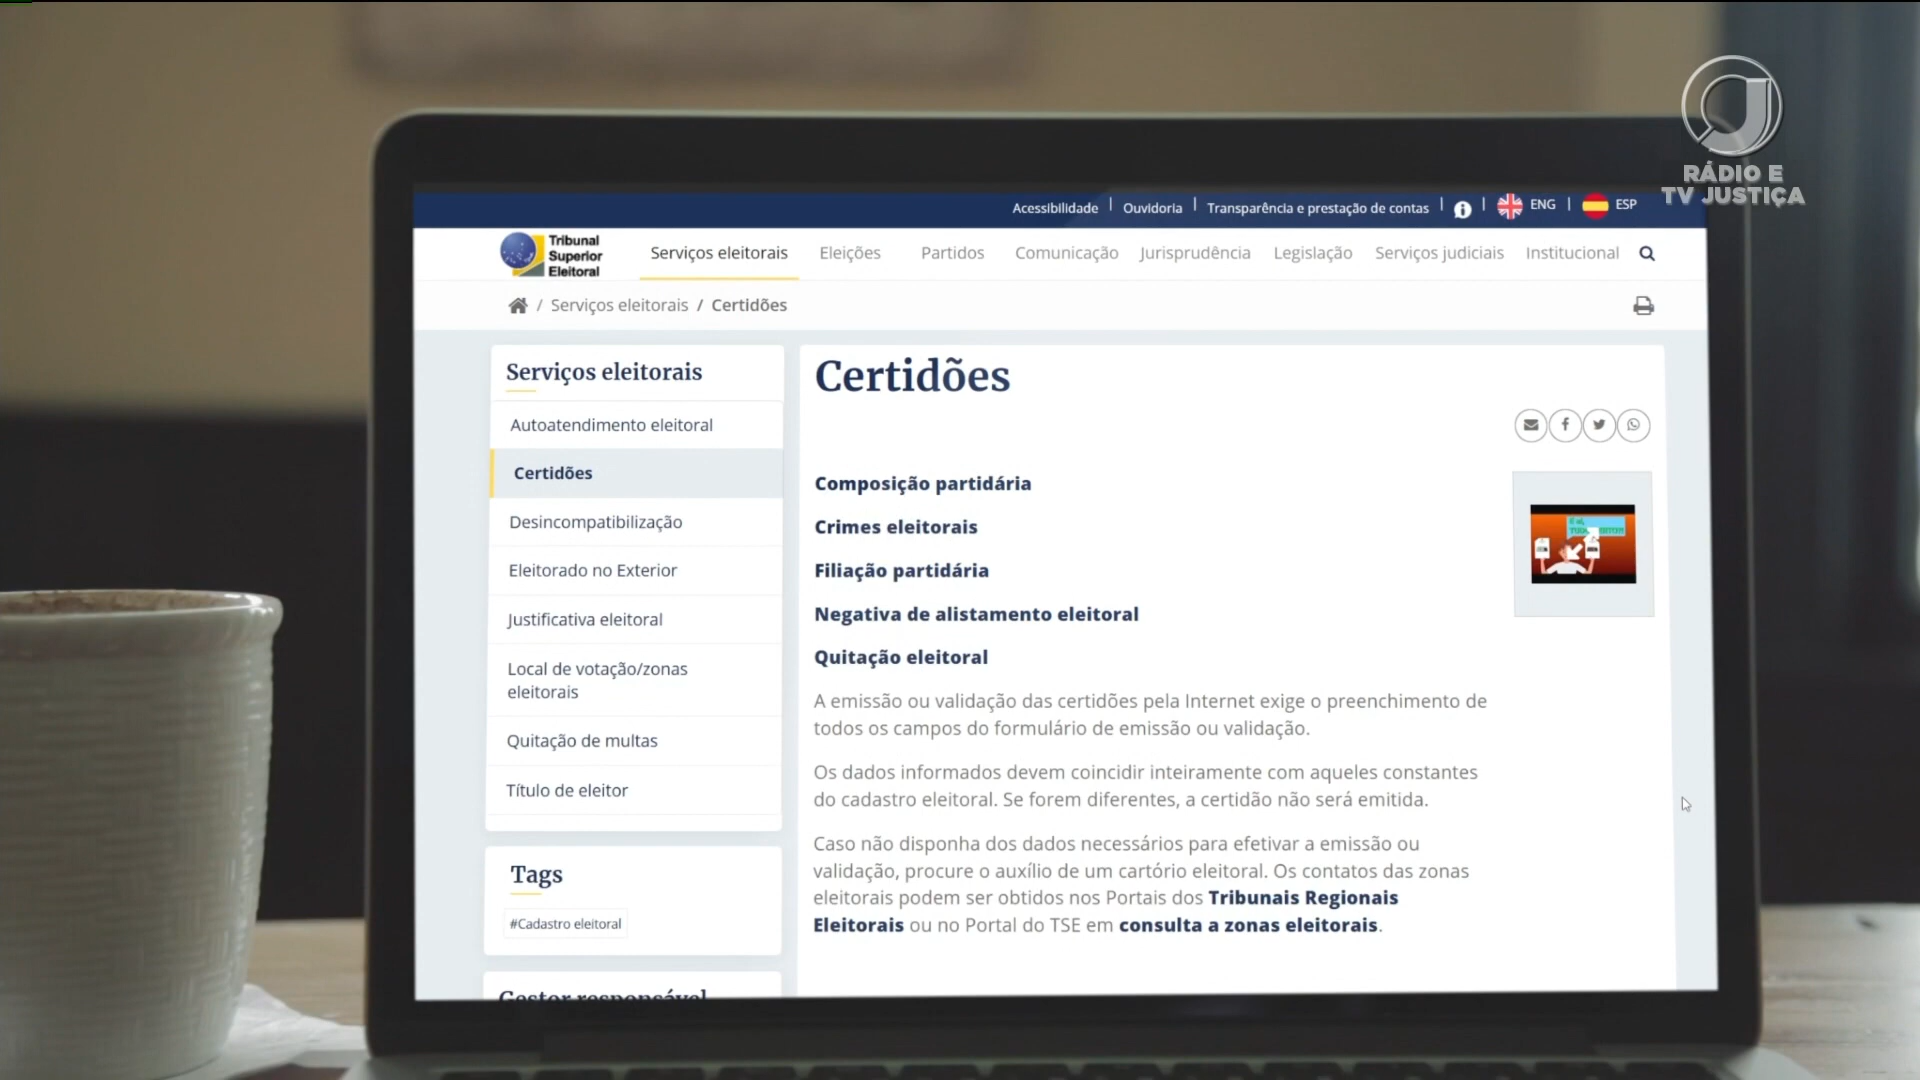 RÁDIO E
TV JUSTIÇA
Acessibilidade | Ouvidoria | Transparência e prestação de contas | | ENG | ESP
Tribunal
Superior
Eleitoral
Serviços eleitorais Eleições Partidos Comunicação Jurisprudência Legislação Serviços judiciais Institucional
/ Serviços eleitorais / Certidões
Serviços eleitorais
Autoatendimento eleitoral
Certidões
Desincompatibilização
Eleitorado no Exterior
Justificativa eleitoral
Local de votação/zonas
eleitorais
Quitação de multas
Título de eleitor
Tags
#Cadastro eleitoral
Gestor responsável
Certidões
Composição partidária
Crimes eleitorais
Filiação partidária
Negativa de alistamento eleitoral
Quitação eleitoral
A emissão ou validação das certidões pela Internet exige o preenchimento de
todos os campos do formulário de emissão ou validação.
Os dados informados devem coincidir inteiramente com aqueles constantes
do cadastro eleitoral. Se forem diferentes, a certidão não será emitida.
Caso não disponha dos dados necessários para efetivar a emissão ou
validação, procure o auxílio de um cartório eleitoral. Os contatos das zonas
eleitorais podem ser obtidos nos Portais dos Tribunais Regionais
Eleitorais ou no Portal do TSE em consulta a zonas eleitorais.